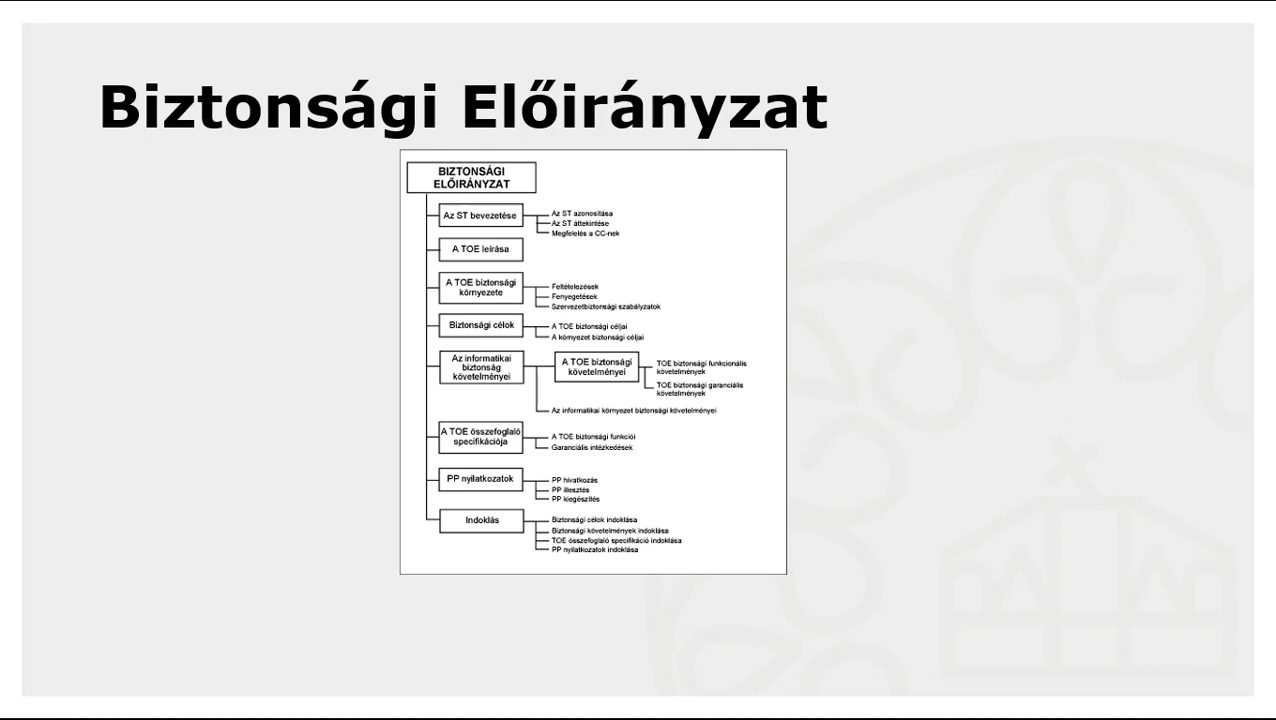 Biztonsági Előirányzat
BIZTONSÁGI
ELŐIRÁNYZAT
Az ST bevezetése
Az ST azonosítása
Az ST áttekintése
Megfelelés a CC-nek
A TOE leírása
A TOE biztonsági
környezete
Feltételezések
Fenyegetések
Szervezetbiztonsági szabályzatok
Biztonsági célok
A TOE biztonsági céljai
A környezet biztonsági céljai
Az informatikai
biztonság
követelményei
A TOE biztonsági
követelményei
TOE biztonsági funkcionális
követelmények
TOE biztonsági garanciális
követelmények
Az informatikai környezet biztonsági követelményei
A TOE összefoglaló
specifikációja
A TOE biztonsági funkciói
Garanciális intézkedések
PP nyilatkozatok
PP hivatkozás
PP illesztés
PP kiegészítés
Indoklás
Biztonsági célok indoklása
Biztonsági követelmények indoklása
TOE összefoglaló specifikáció indoklása
PP nyilatkozatok indoklása